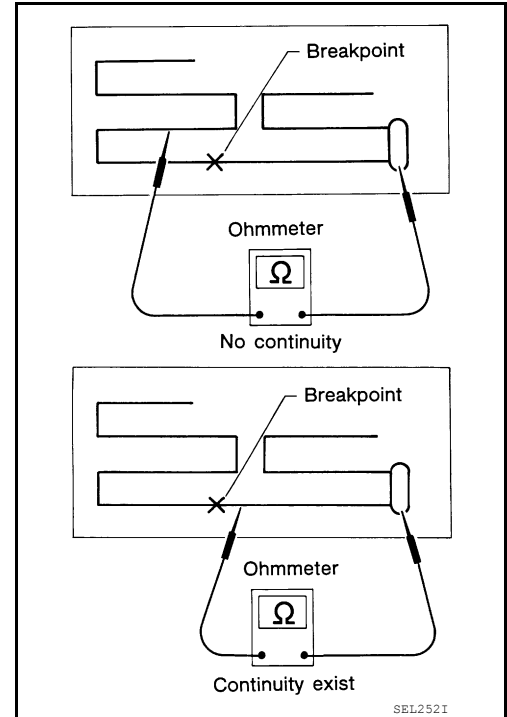 Breakpoint
Ohmmeter
Ω
No continuity
Breakpoint
Ohmmeter
Ω
Continuity exist
SEL252I